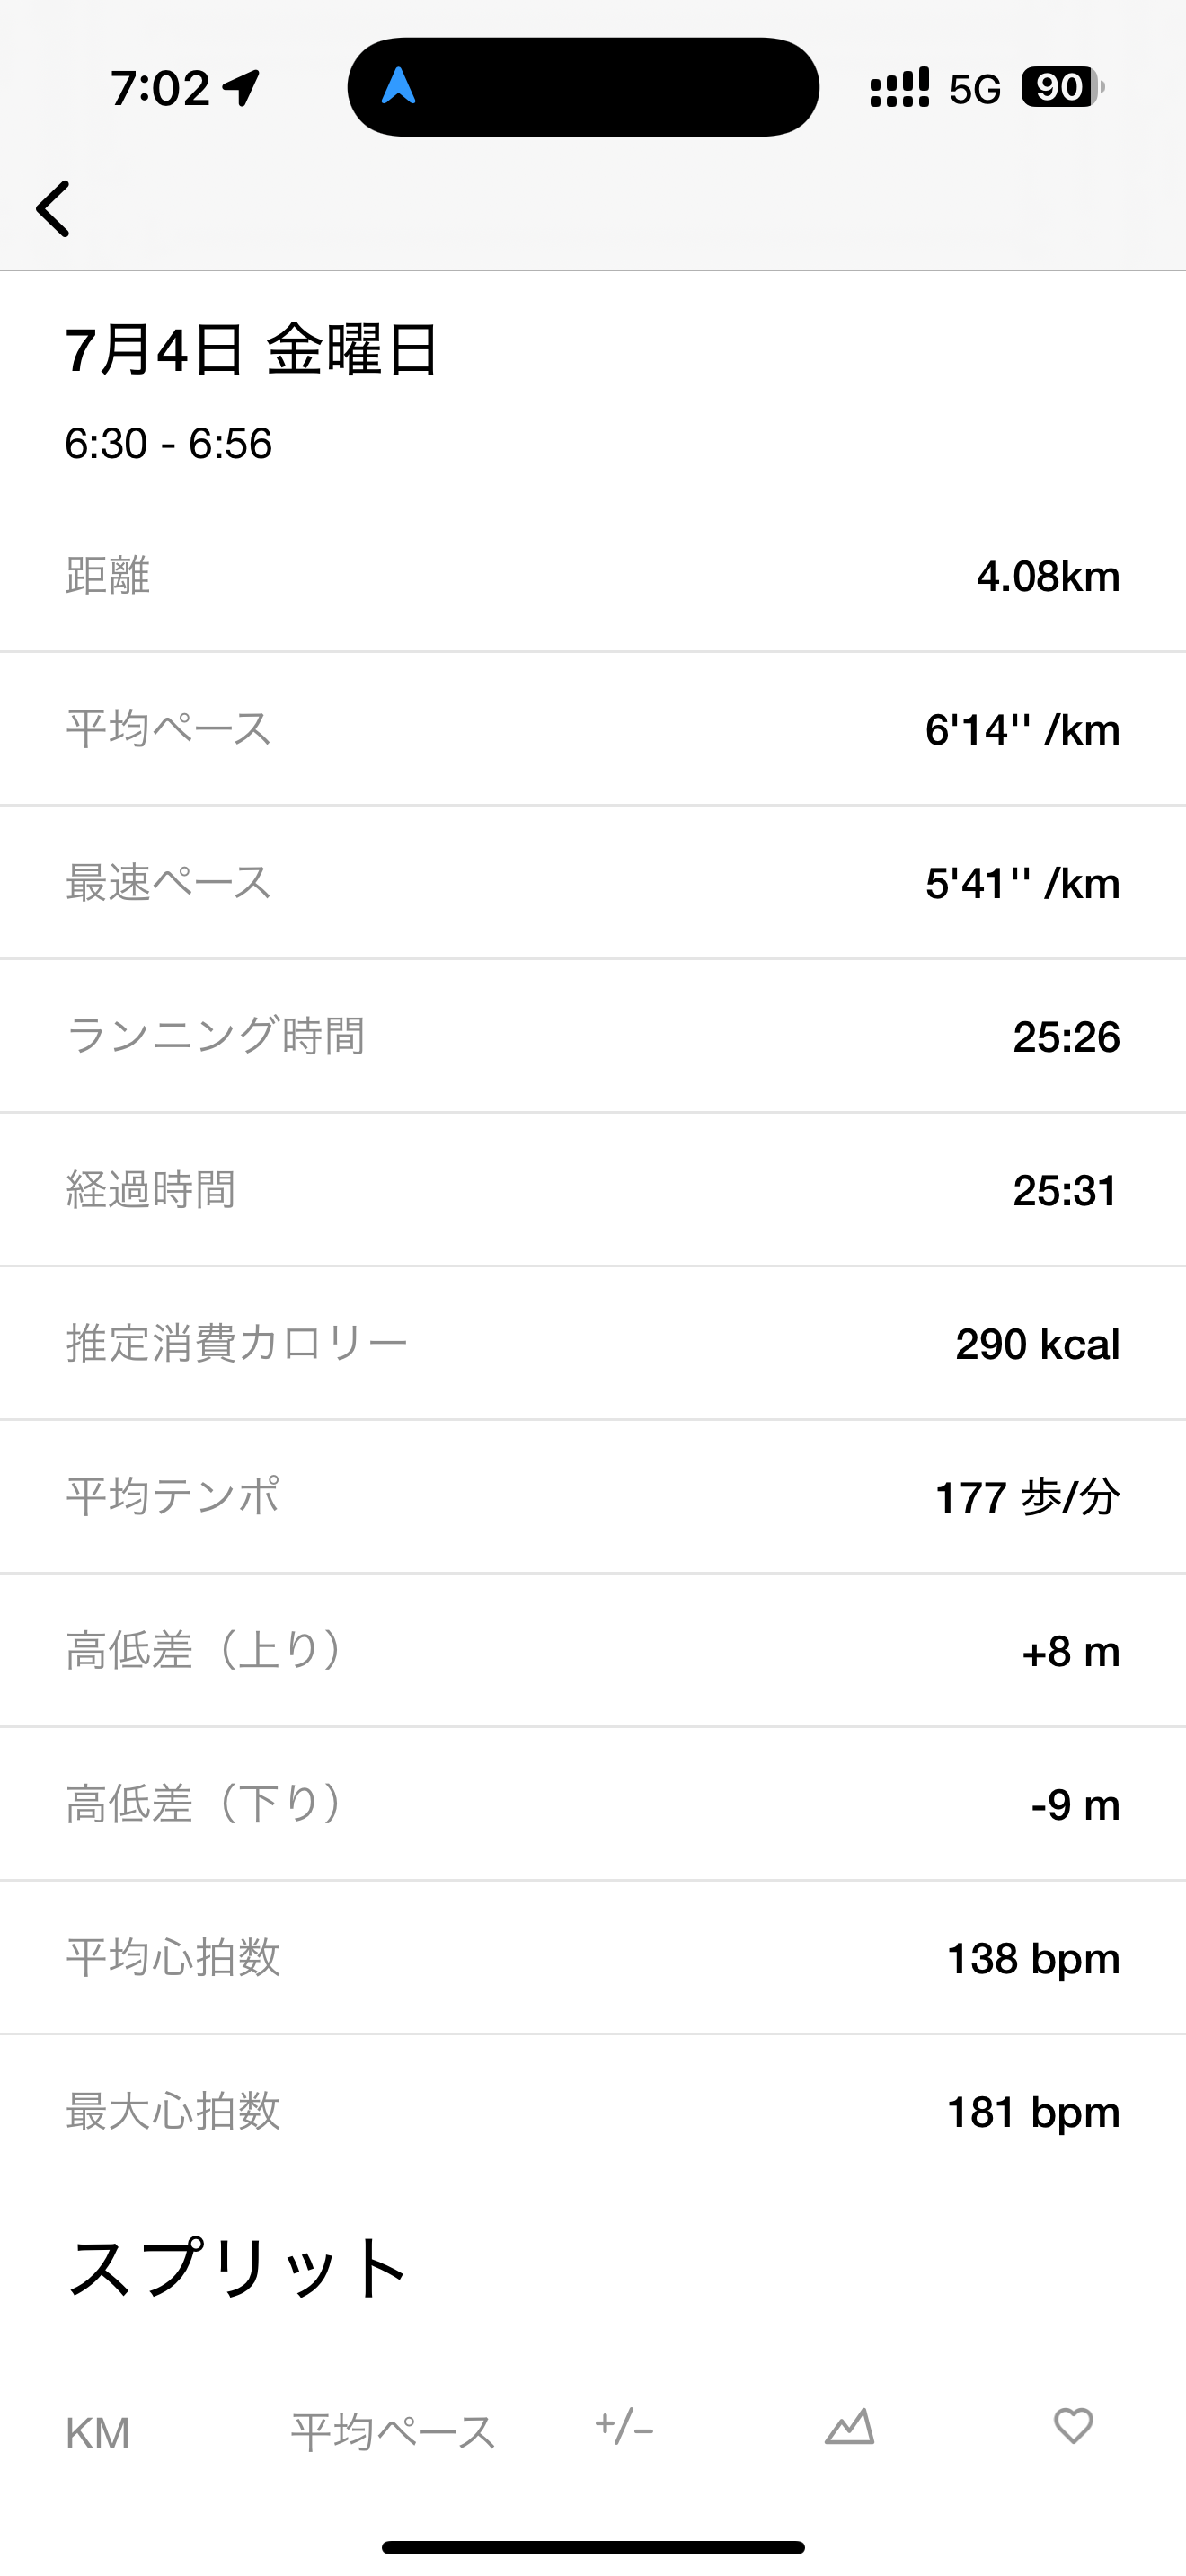 7:02 5G 90
7月4日 金曜日
6:30 - 6:56
距離 4.08km
平均ペース 6'14'' /km
最速ペース 5'41'' /km
ランニング時間 25:26
経過時間 25:31
推定消費カロリー 290 kcal
平均テンポ 177 歩/分
高低差（上り） +8 m
高低差（下り） -9 m
平均心拍数 138 bpm
最大心拍数 181 bpm
スプリット
KM 平均ペース +/-